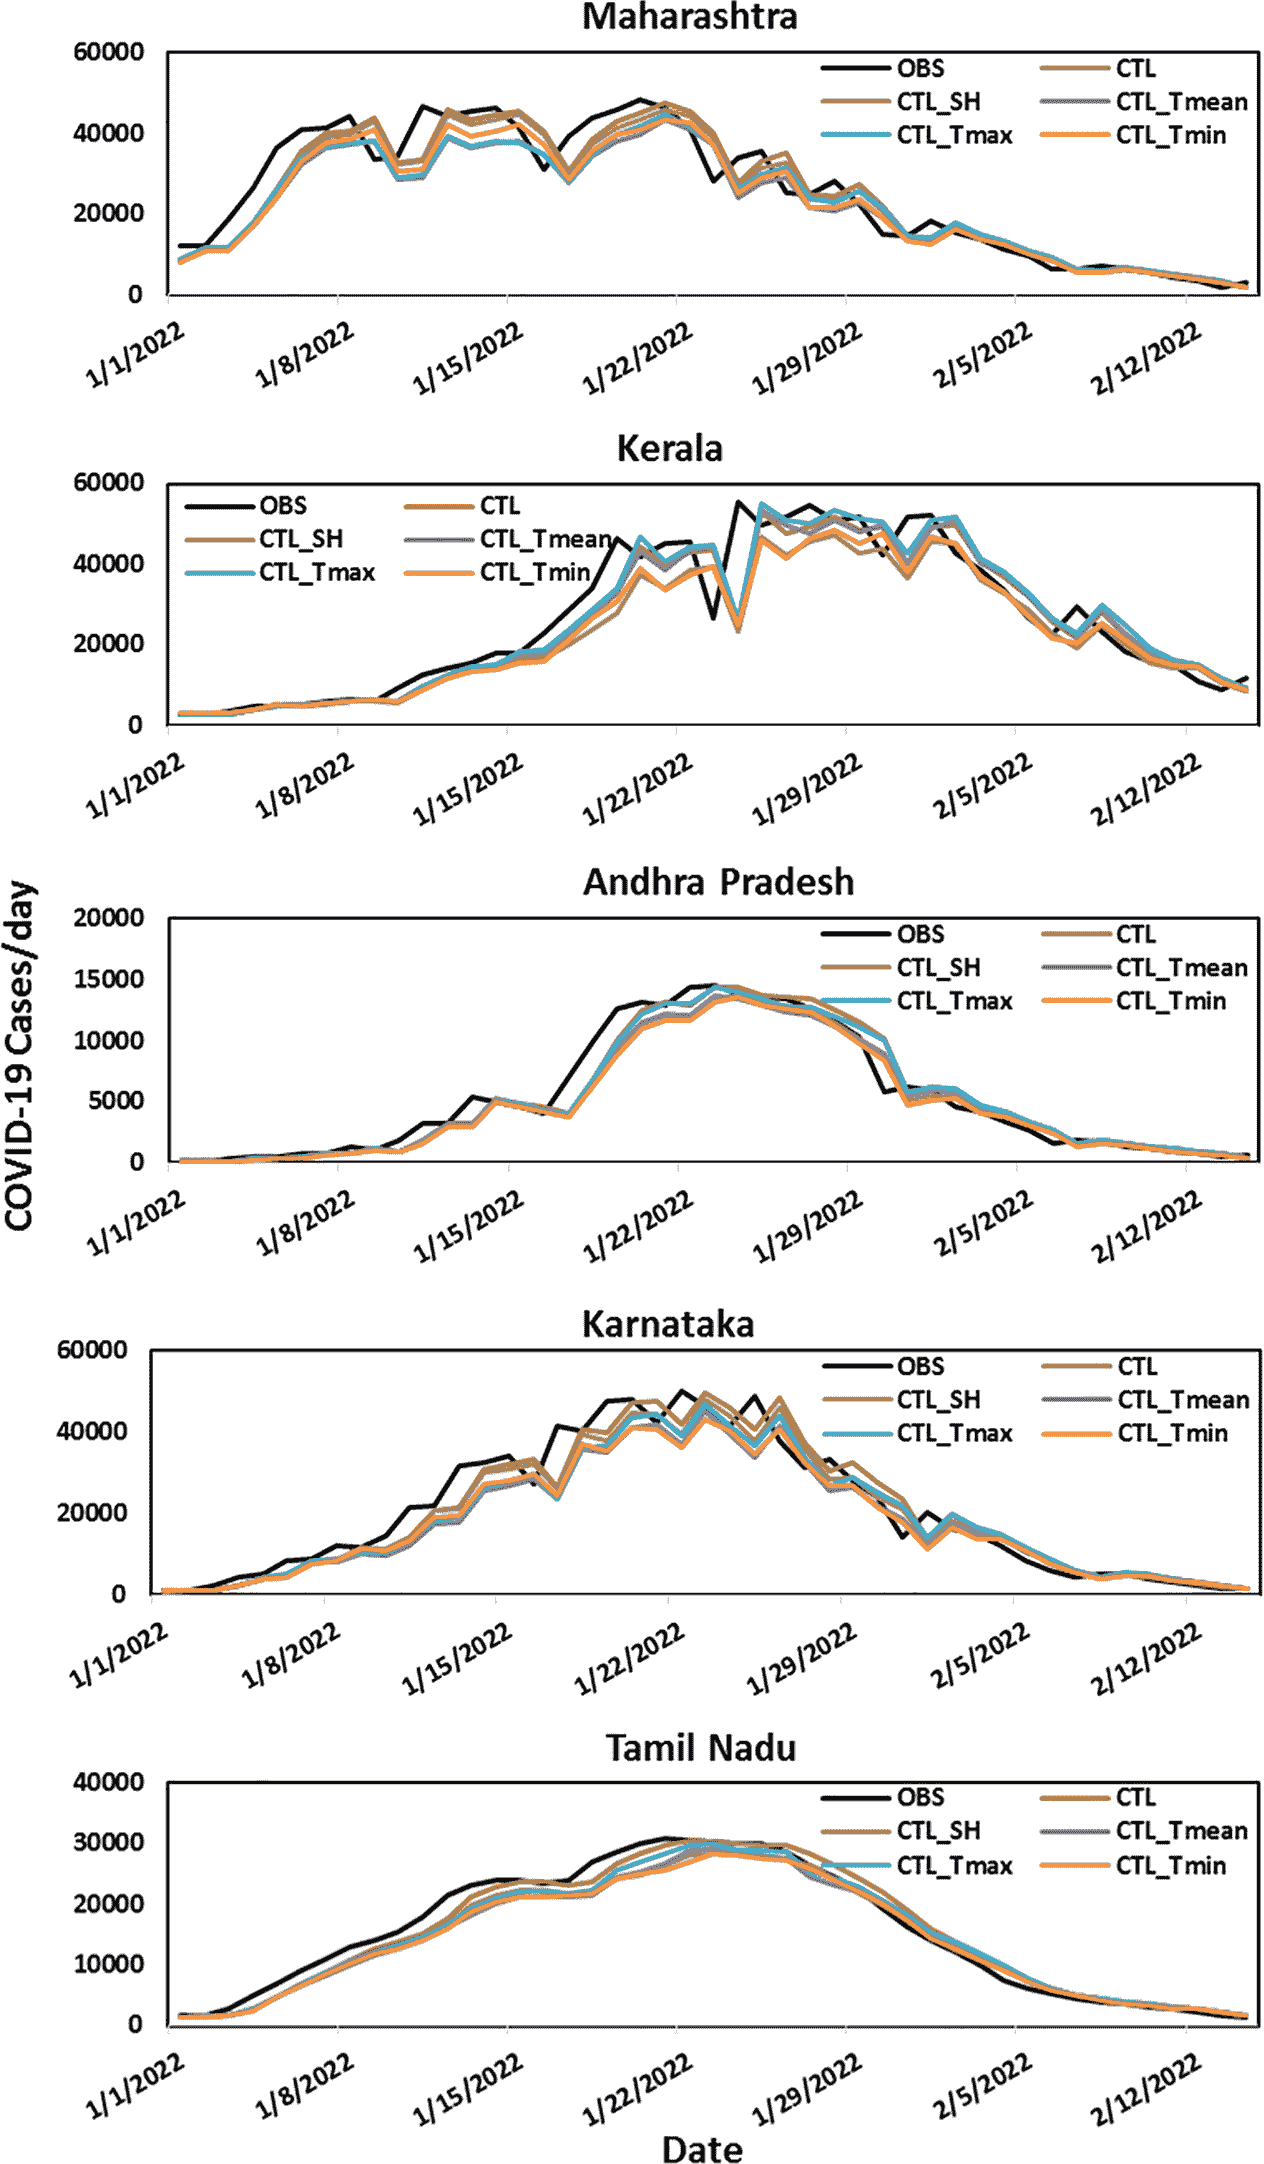 Maharashtra
60000
40000
20000
0
OBS
CTL
CTL_SH
CTL_Tmean
CTL_Tmax
CTL_Tmin
1/1/2022
1/8/2022
1/15/2022
1/22/2022
1/29/2022
2/5/2022
2/12/2022
Kerala
60000
40000
20000
0
OBS
CTL
CTL_SH
CTL_Tmean
CTL_Tmax
CTL_Tmin
1/1/2022
1/8/2022
1/15/2022
1/22/2022
1/29/2022
2/5/2022
2/12/2022
COVID-19 Cases/day
Andhra Pradesh
20000
15000
10000
5000
0
OBS
CTL
CTL_SH
CTL_Tmean
CTL_Tmax
CTL_Tmin
1/1/2022
1/8/2022
1/15/2022
1/22/2022
1/29/2022
2/5/2022
2/12/2022
Karnataka
60000
40000
20000
0
OBS
CTL
CTL_SH
CTL_Tmean
CTL_Tmax
CTL_Tmin
1/1/2022
1/8/2022
1/15/2022
1/22/2022
1/29/2022
2/5/2022
2/12/2022
Tamil Nadu
40000
30000
20000
10000
0
OBS
CTL
CTL_SH
CTL_Tmean
CTL_Tmax
CTL_Tmin
1/1/2022
1/8/2022
1/15/2022
1/22/2022
1/29/2022
2/5/2022
2/12/2022
Date